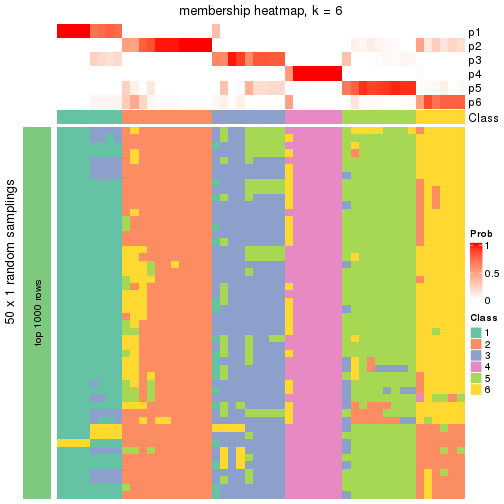 membership heatmap, k = 6
p1
p2
p3
p4
p5
p6
Class
50 x 1 random samplings
top 1000 rows
Prob
1
0.5
0
Class
1
2
3
4
5
6